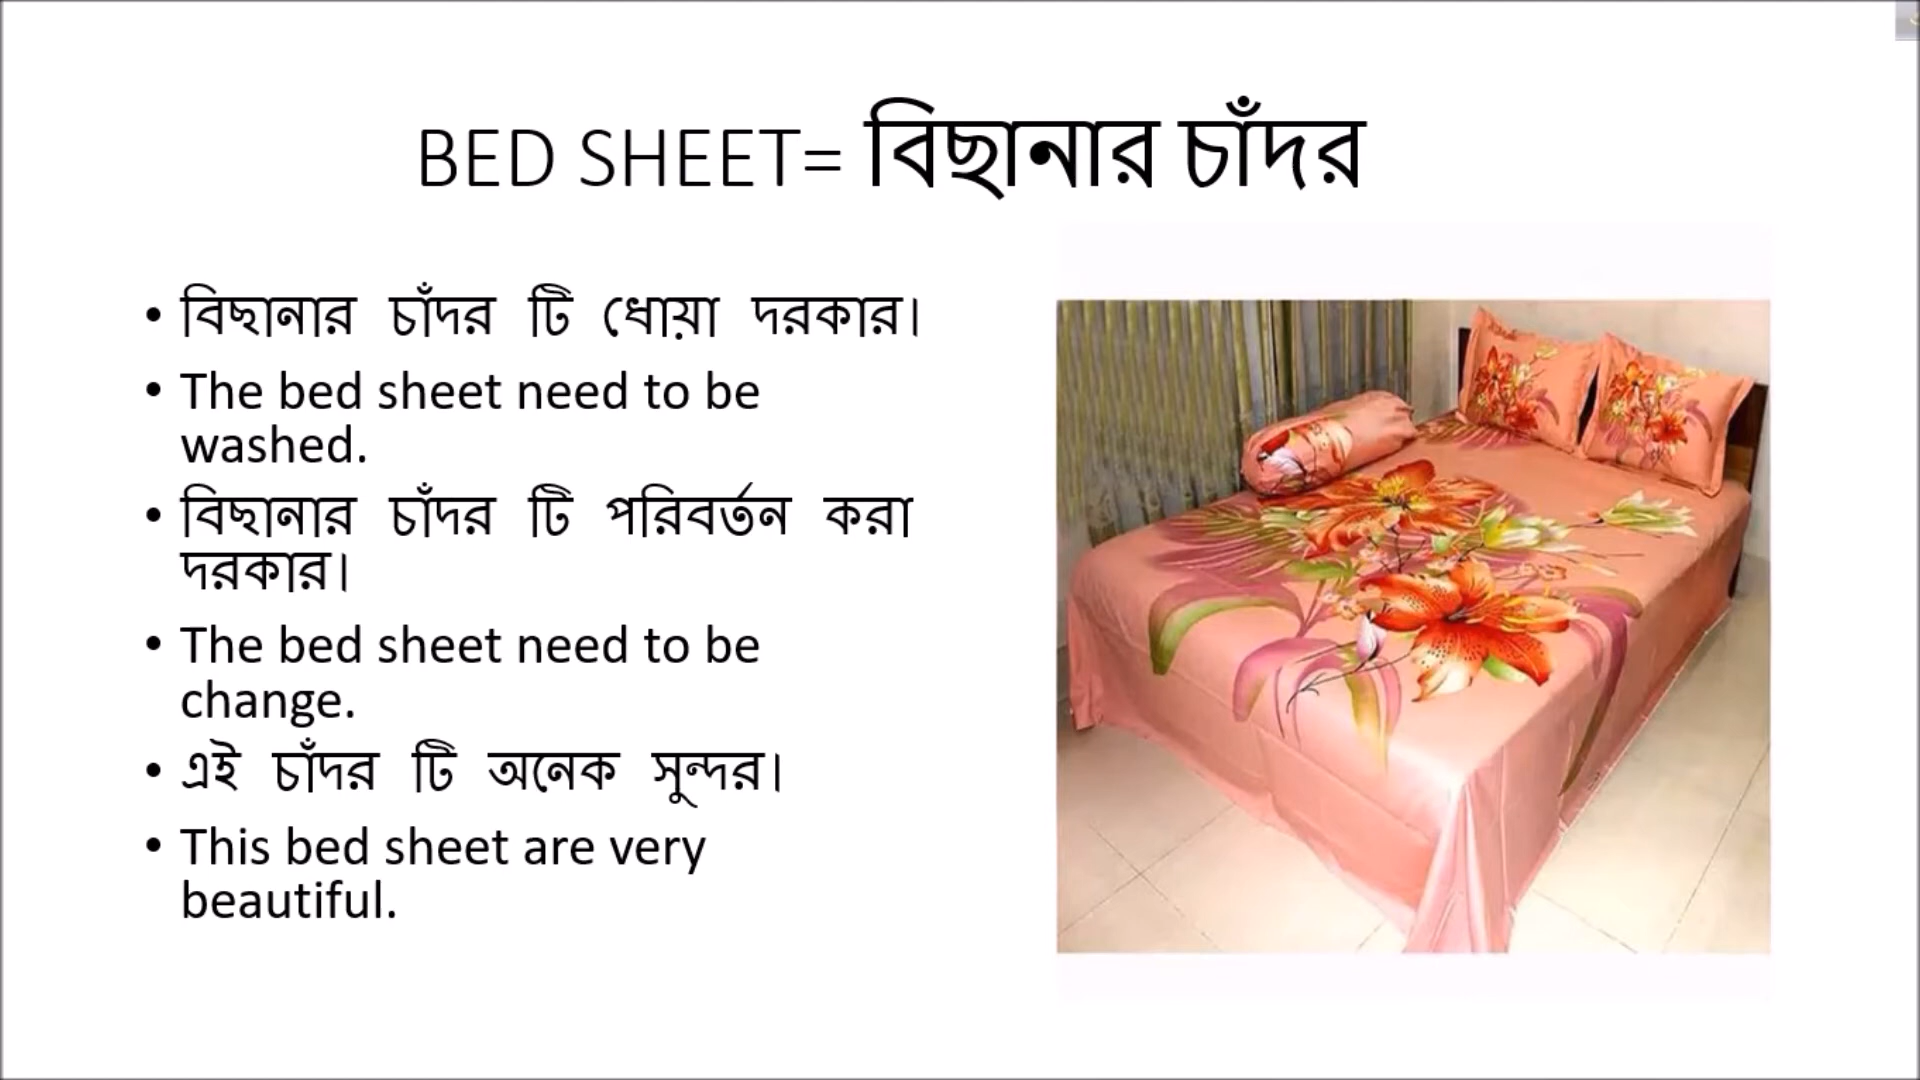 BED SHEET= বিছানার চাঁদর
• বিছানার চাঁদর টি ধোয়া দরকার।
• The bed sheet need to be
washed.
• বিছানার চাঁদর টি পরিবর্তন করা
দরকার।
• The bed sheet need to be
change.
• এই চাঁদর টি অনেক সুন্দর।
• This bed sheet are very
beautiful.